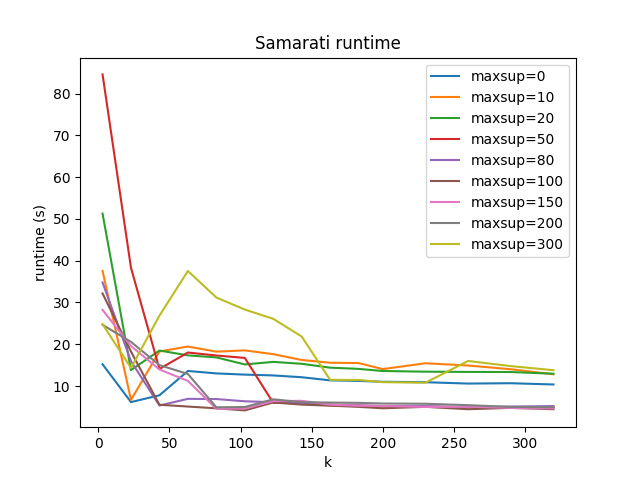 Samarati runtime
maxsup=0
maxsup=10
maxsup=20
maxsup=50
maxsup=80
maxsup=100
maxsup=150
maxsup=200
maxsup=300
80
70
60
50
40
30
20
10
runtime (s)
0 50 100 150 200 250 300
k